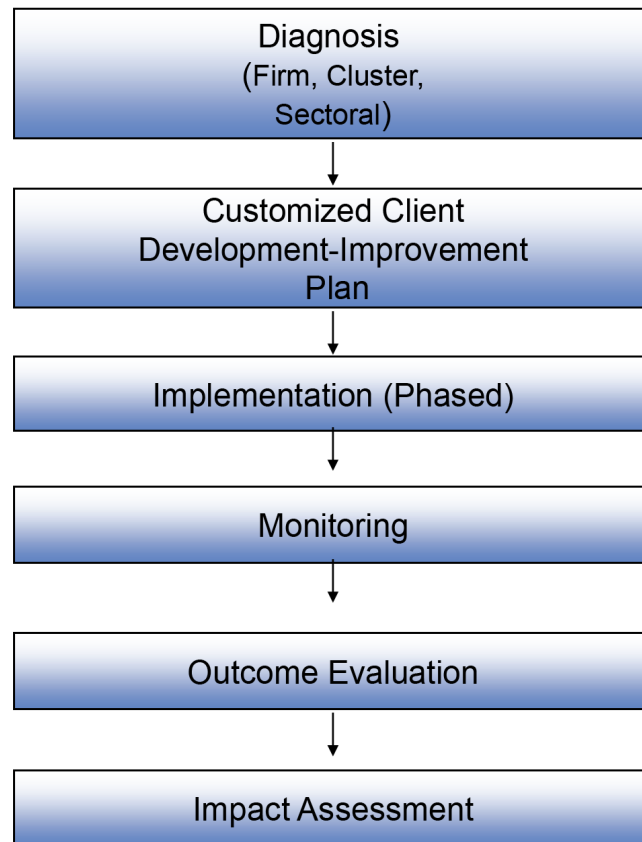 Diagnosis
(Firm, Cluster,
Sectoral)
Customized Client
Development-Improvement
Plan
Implementation (Phased)
Monitoring
Outcome Evaluation
Impact Assessment